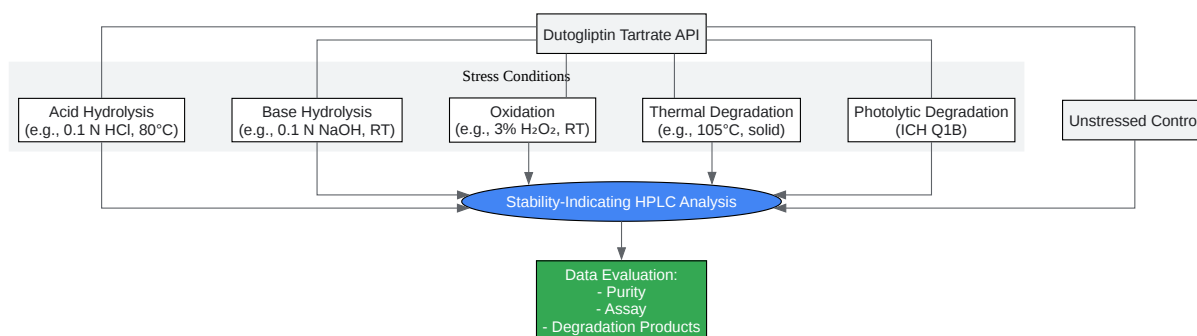 Dutogliptin Tartrate API
Stress Conditions
Acid Hydrolysis
(e.g., 0.1 N HCl, 80°C)
Base Hydrolysis
(e.g., 0.1 N NaOH, RT)
Oxidation
(e.g., 3% H₂O₂, RT)
Thermal Degradation
(e.g., 105°C, solid)
Photolytic Degradation
(ICH Q1B)
Unstressed Control
Stability-Indicating HPLC Analysis
Data Evaluation:
- Purity
- Assay
- Degradation Products